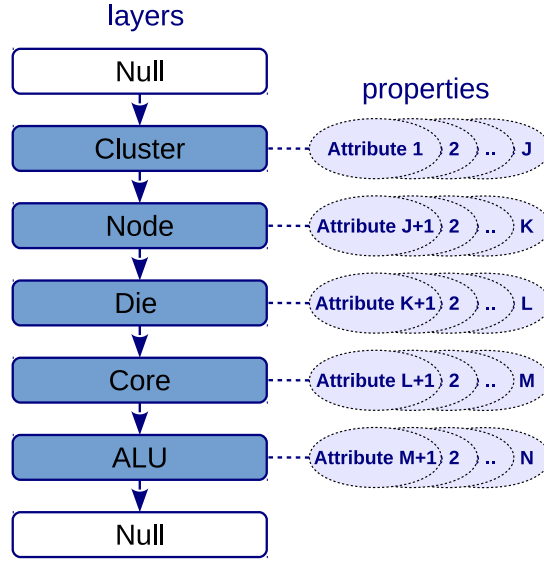 layers
Null
properties
Cluster
Attribute 1 2 .. J
Node
Attribute J+1 2 .. K
Die
Attribute K+1 2 .. L
Core
Attribute L+1 2 .. M
ALU
Attribute M+1 2 .. N
Null